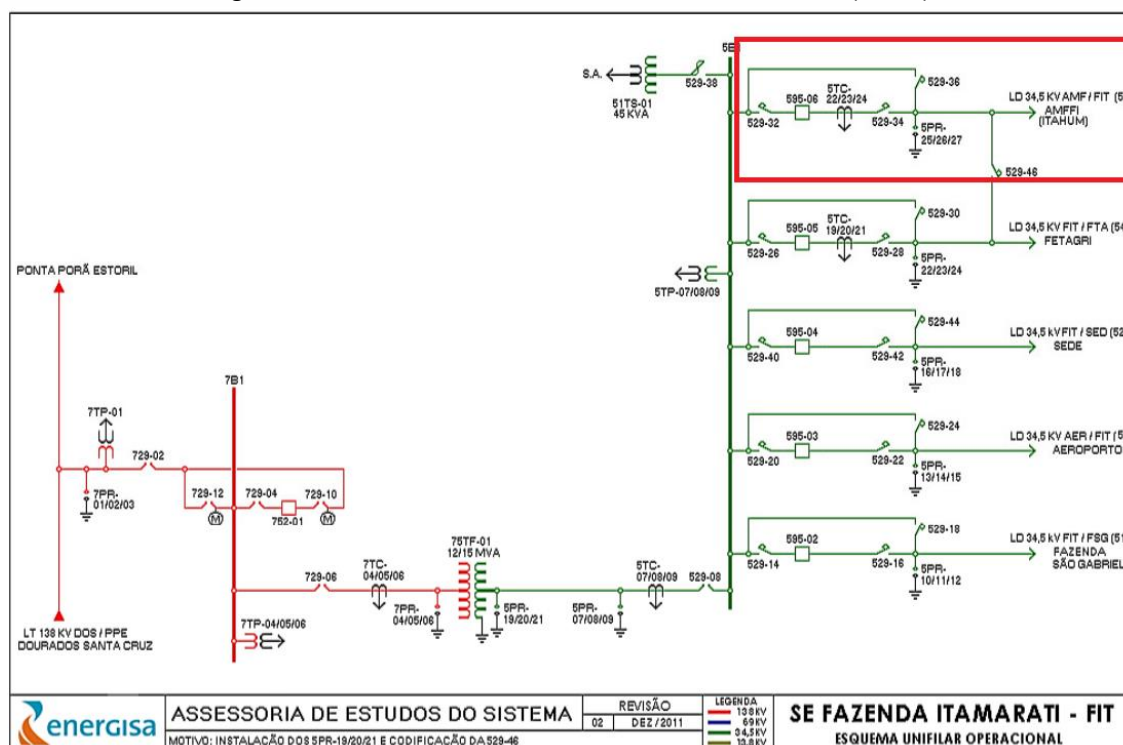 S.A.
51TS-01
45 KVA
529-38
529-36
595-06
5TC-
22/23/24
529-32
529-34
5PR-
25/26/27
LD 34,5 KV AMF / FIT
AMFFI
(ITAHUM)
529-46
529-30
595-05
5TC-
19/20/21
529-26
529-28
5PR-
22/23/24
LD 34,5 KV FIT / FTA
FETAGRI
PONTA PORÃ ESTORIL
5TP-07/08/09
529-44
595-04
529-40
529-42
5PR-
16/17/18
LD 34,5 kV FIT / SED
SEDE
7B1
7TP-01
729-02
529-24
595-03
529-20
529-22
5PR-
13/14/15
LD 34,5 KV AER / FIT
AEROPORTO
7PR-
01/02/03
729-12
729-04
729-10
M
752-01
M
529-18
595-02
529-14
529-16
5PR-
10/11/12
LD 34,5 kV FIT / FSG
FAZENDA
SÃO GABRIEL
75TF-01
12/15 MVA
729-06
7TC-
04/05/06
5TC-
07/08/09
529-08
7PR-
04/05/06
5PR-
19/20/21
5PR-
07/08/09
LT 138 KV DOS / PPE
DOURADOS SANTA CRUZ
7TP-04/05/06
energisa
ASSESSORIA DE ESTUDOS DO SISTEMA
MOTIVO: INSTALAÇÃO DOS 5PR-19/20/21 E CODIFICAÇÃO DA 529-46
REVISÃO
02 DEZ / 2011
LEGENDA
138KV
69KV
34,5KV
13,8KV
SE FAZENDA ITAMARATI - FIT
ESQUEMA UNIFILAR OPERACIONAL